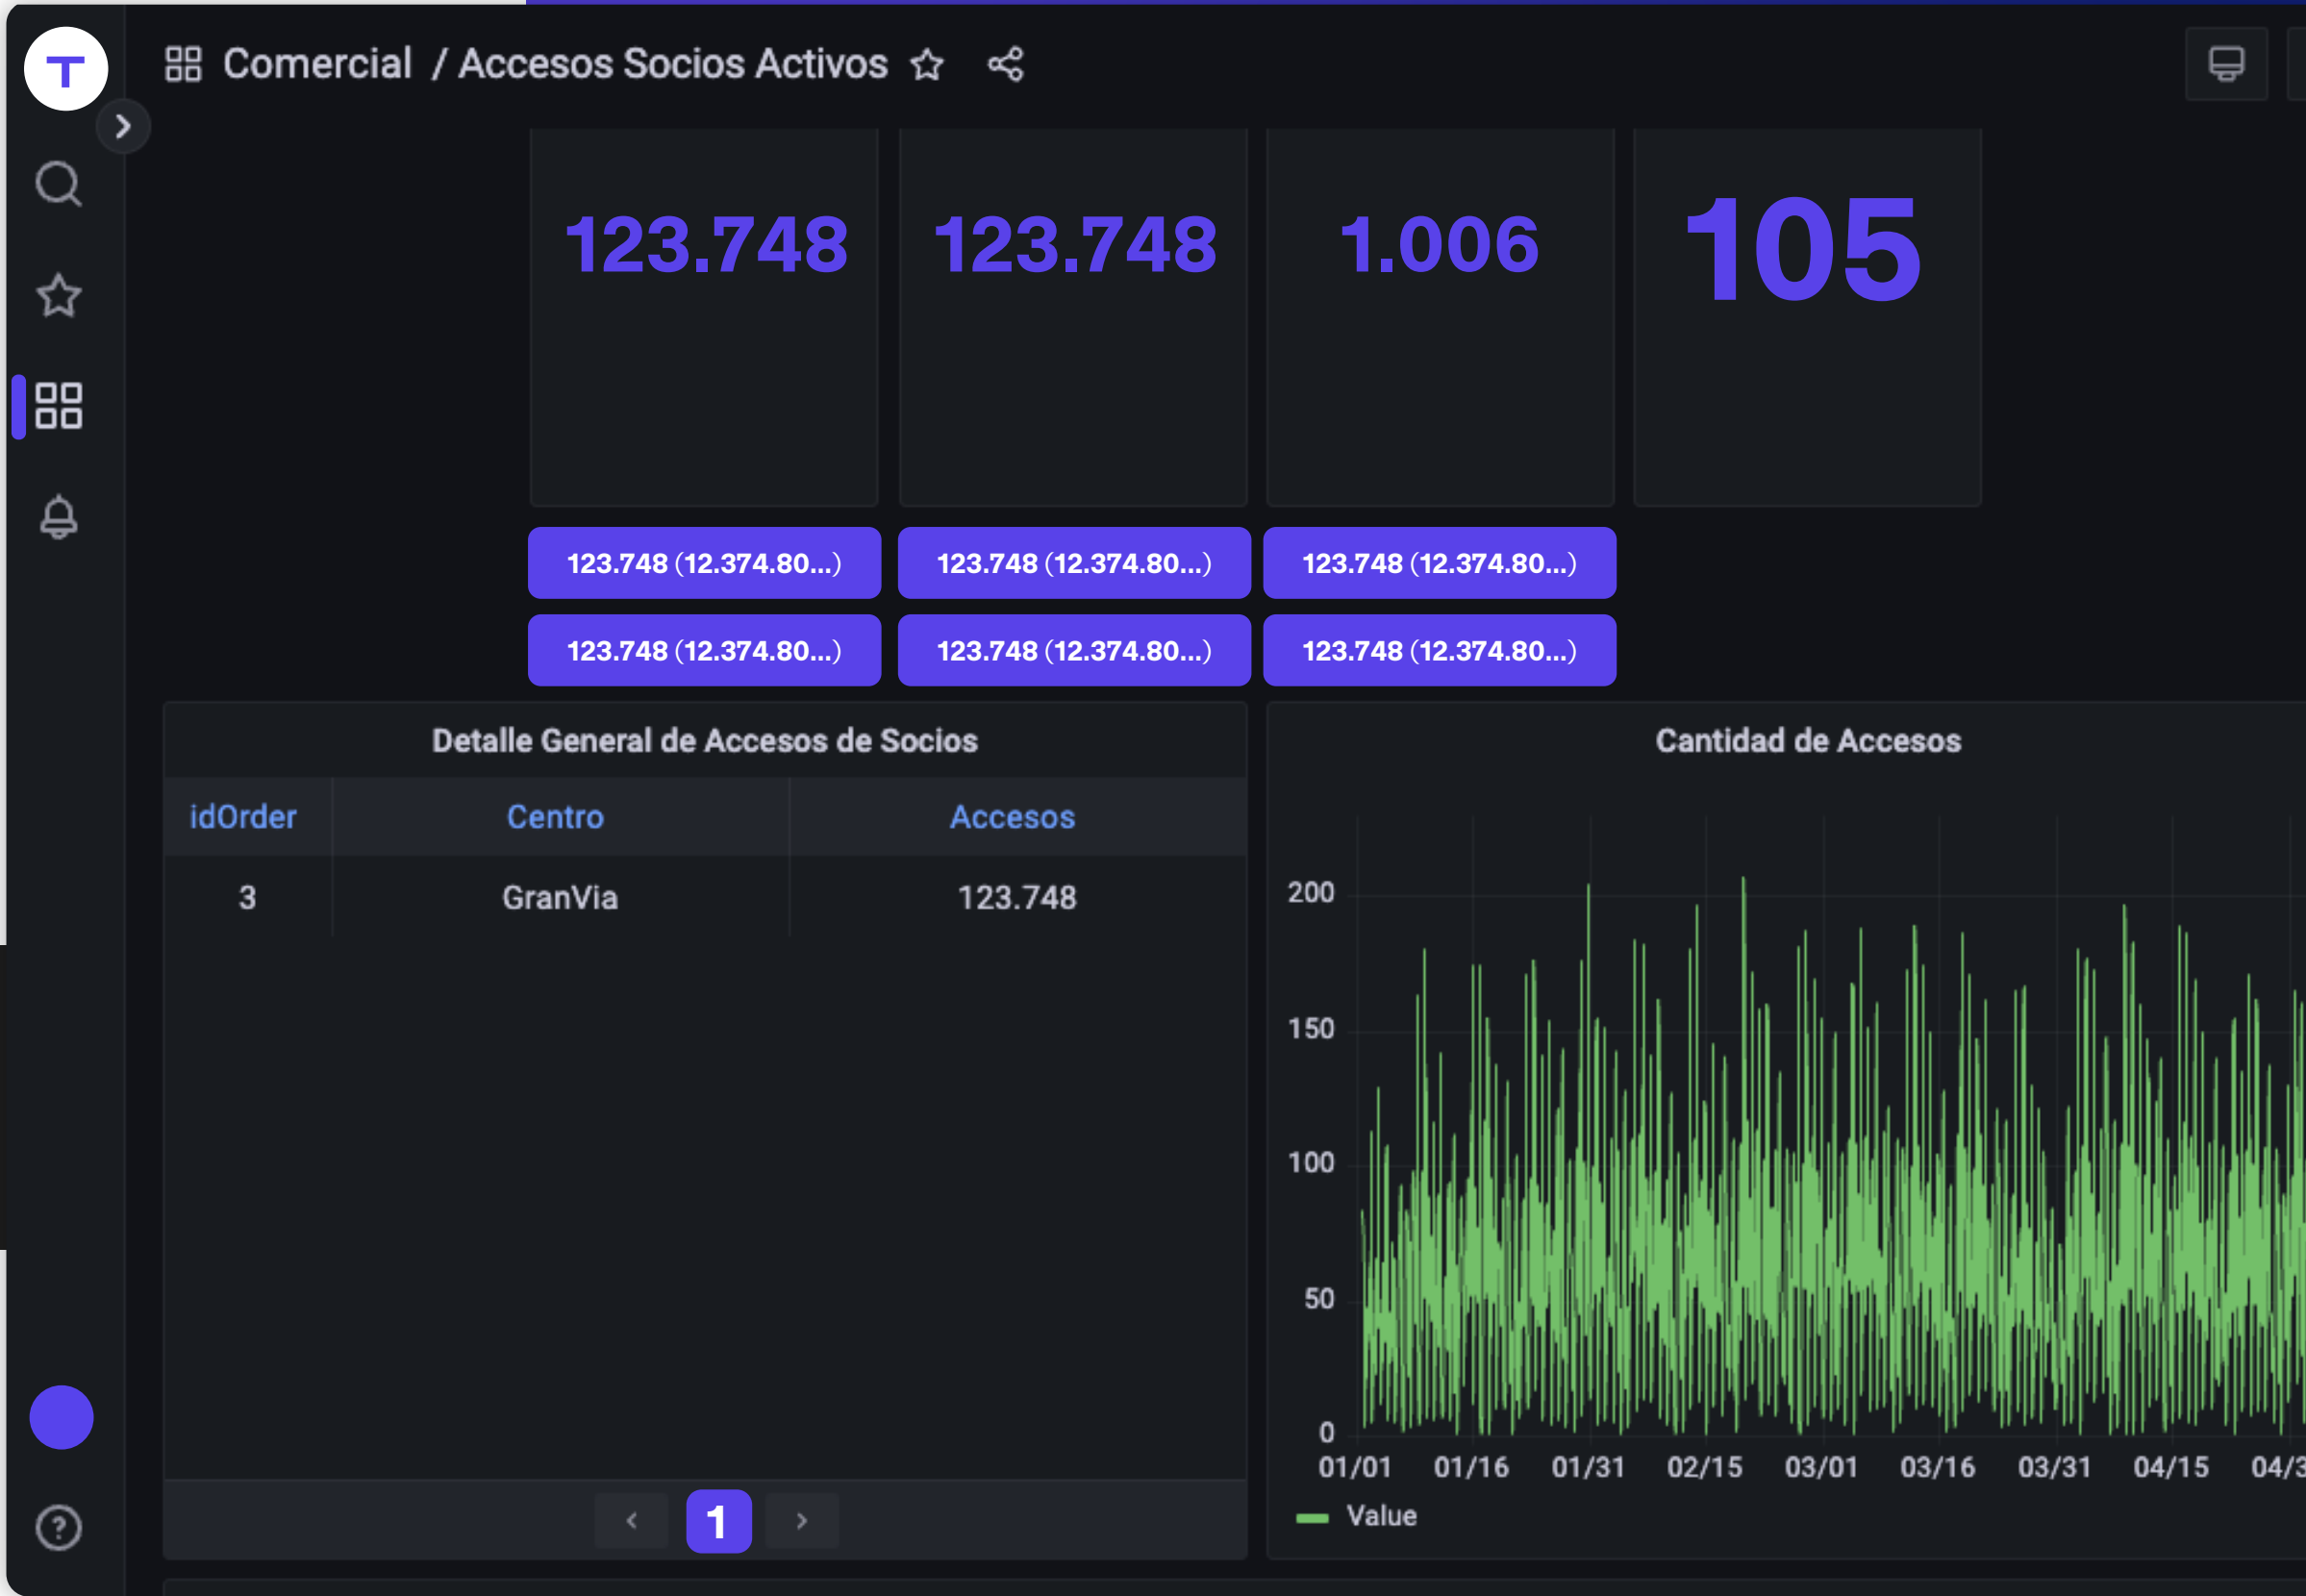 T
Comercial / Accesos Socios Activos
123.748 123.748 1.006 105
123.748 (12.374.80...) 123.748 (12.374.80...) 123.748 (12.374.80...)
123.748 (12.374.80...) 123.748 (12.374.80...) 123.748 (12.374.80...)
Detalle General de Accesos de Socios
idOrder Centro Accesos
3 GranVia 123.748
1
Cantidad de Accesos
200
150
100
50
0
01/01 01/16 01/31 02/15 03/01 03/16 03/31 04/15
Value